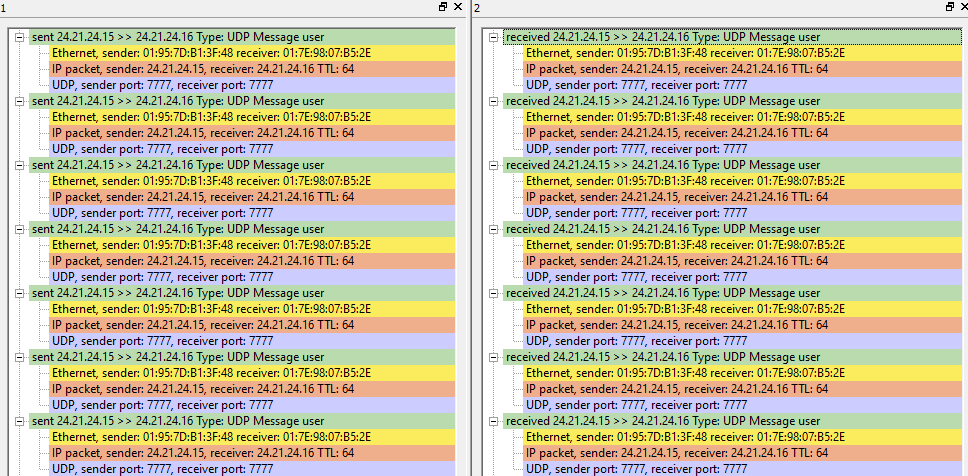 1
sent 24.21.24.15 >> 24.21.24.16 Type: UDP Message user
Ethernet, sender: 01:95:7D:B1:3F:48 receiver: 01:7E:98:07:B5:2E
IP packet, sender: 24.21.24.15, receiver: 24.21.24.16 TTL: 64
UDP, sender port: 7777, receiver port: 7777
sent 24.21.24.15 >> 24.21.24.16 Type: UDP Message user
Ethernet, sender: 01:95:7D:B1:3F:48 receiver: 01:7E:98:07:B5:2E
IP packet, sender: 24.21.24.15, receiver: 24.21.24.16 TTL: 64
UDP, sender port: 7777, receiver port: 7777
sent 24.21.24.15 >> 24.21.24.16 Type: UDP Message user
Ethernet, sender: 01:95:7D:B1:3F:48 receiver: 01:7E:98:07:B5:2E
IP packet, sender: 24.21.24.15, receiver: 24.21.24.16 TTL: 64
UDP, sender port: 7777, receiver port: 7777
sent 24.21.24.15 >> 24.21.24.16 Type: UDP Message user
Ethernet, sender: 01:95:7D:B1:3F:48 receiver: 01:7E:98:07:B5:2E
IP packet, sender: 24.21.24.15, receiver: 24.21.24.16 TTL: 64
UDP, sender port: 7777, receiver port: 7777
sent 24.21.24.15 >> 24.21.24.16 Type: UDP Message user
Ethernet, sender: 01:95:7D:B1:3F:48 receiver: 01:7E:98:07:B5:2E
IP packet, sender: 24.21.24.15, receiver: 24.21.24.16 TTL: 64
UDP, sender port: 7777, receiver port: 7777
sent 24.21.24.15 >> 24.21.24.16 Type: UDP Message user
Ethernet, sender: 01:95:7D:B1:3F:48 receiver: 01:7E:98:07:B5:2E
IP packet, sender: 24.21.24.15, receiver: 24.21.24.16 TTL: 64
UDP, sender port: 7777, receiver port: 7777
sent 24.21.24.15 >> 24.21.24.16 Type: UDP Message user
Ethernet, sender: 01:95:7D:B1:3F:48 receiver: 01:7E:98:07:B5:2E
IP packet, sender: 24.21.24.15, receiver: 24.21.24.16 TTL: 64
UDP, sender port: 7777, receiver port: 7777
2
received 24.21.24.15 >> 24.21.24.16 Type: UDP Message user
Ethernet, sender: 01:95:7D:B1:3F:48 receiver: 01:7E:98:07:B5:2E
IP packet, sender: 24.21.24.15, receiver: 24.21.24.16 TTL: 64
UDP, sender port: 7777, receiver port: 7777
received 24.21.24.15 >> 24.21.24.16 Type: UDP Message user
Ethernet, sender: 01:95:7D:B1:3F:48 receiver: 01:7E:98:07:B5:2E
IP packet, sender: 24.21.24.15, receiver: 24.21.24.16 TTL: 64
UDP, sender port: 7777, receiver port: 7777
received 24.21.24.15 >> 24.21.24.16 Type: UDP Message user
Ethernet, sender: 01:95:7D:B1:3F:48 receiver: 01:7E:98:07:B5:2E
IP packet, sender: 24.21.24.15, receiver: 24.21.24.16 TTL: 64
UDP, sender port: 7777, receiver port: 7777
received 24.21.24.15 >> 24.21.24.16 Type: UDP Message user
Ethernet, sender: 01:95:7D:B1:3F:48 receiver: 01:7E:98:07:B5:2E
IP packet, sender: 24.21.24.15, receiver: 24.21.24.16 TTL: 64
UDP, sender port: 7777, receiver port: 7777
received 24.21.24.15 >> 24.21.24.16 Type: UDP Message user
Ethernet, sender: 01:95:7D:B1:3F:48 receiver: 01:7E:98:07:B5:2E
IP packet, sender: 24.21.24.15, receiver: 24.21.24.16 TTL: 64
UDP, sender port: 7777, receiver port: 7777
received 24.21.24.15 >> 24.21.24.16 Type: UDP Message user
Ethernet, sender: 01:95:7D:B1:3F:48 receiver: 01:7E:98:07:B5:2E
IP packet, sender: 24.21.24.15, receiver: 24.21.24.16 TTL: 64
UDP, sender port: 7777, receiver port: 7777
received 24.21.24.15 >> 24.21.24.16 Type: UDP Message user
Ethernet, sender: 01:95:7D:B1:3F:48 receiver: 01:7E:98:07:B5:2E
IP packet, sender: 24.21.24.15, receiver: 24.21.24.16 TTL: 64
UDP, sender port: 7777, receiver port: 7777